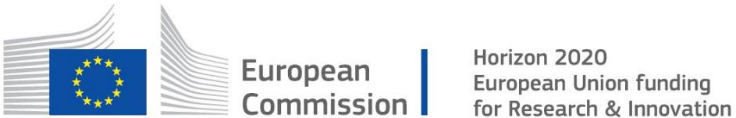 European
Commission
Horizon 2020
European Union funding
for Research & Innovation